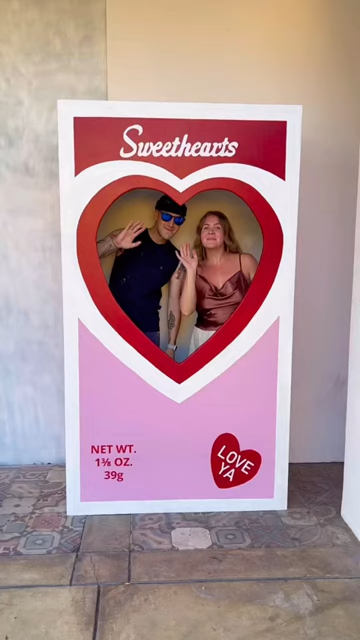 Sweethearts
NET WT.
1⅜ OZ.
39g
LOVE
YA